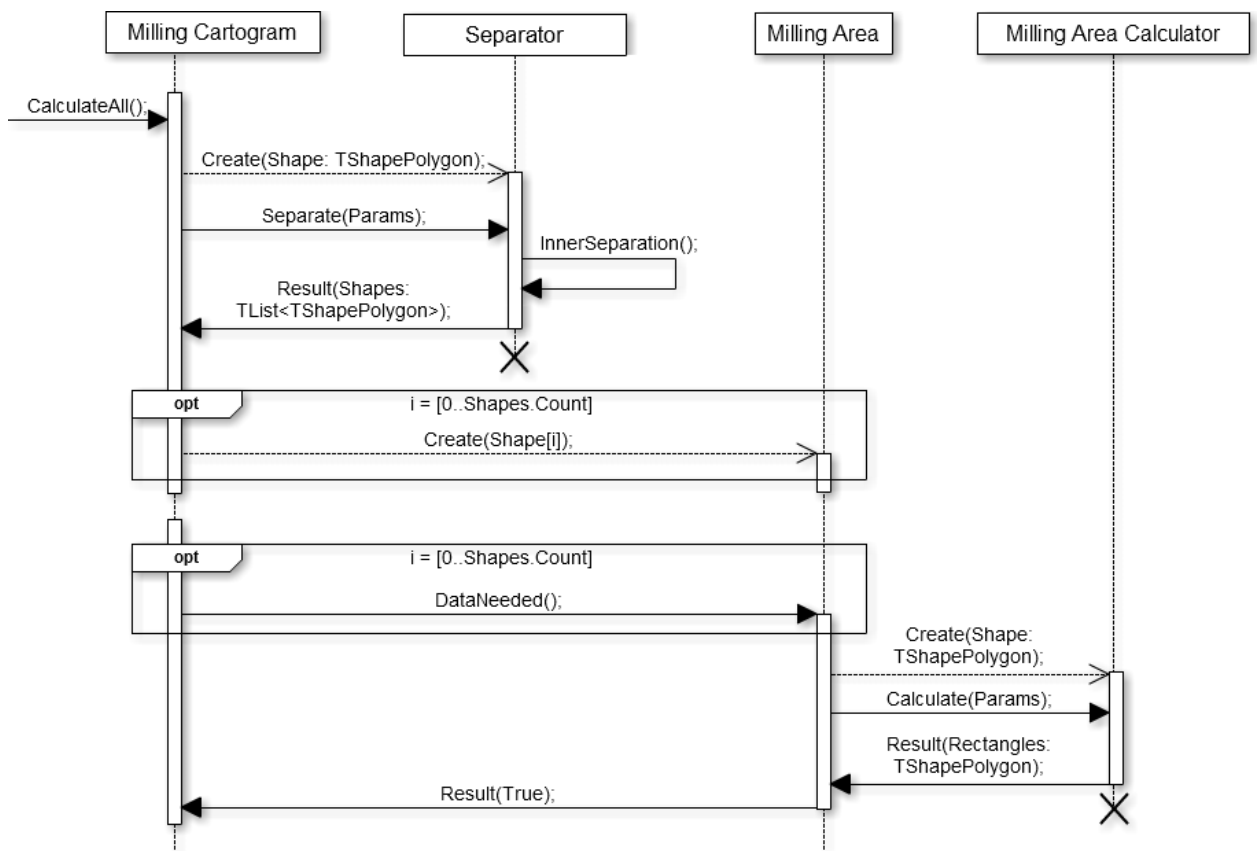 Milling Cartogram
Separator
Milling Area
Milling Area Calculator
CalculateAll();
Create(Shape: TShapePolygon);
Separate(Params);
InnerSeparation();
Result(Shapes:
TList<TShapePolygon>);
opt
i = [0..Shapes.Count]
Create(Shape[i]);
opt
i = [0..Shapes.Count]
DataNeeded();
Create(Shape:
TShapePolygon);
Calculate(Params);
Result(Rectangles:
TShapePolygon);
Result(True);